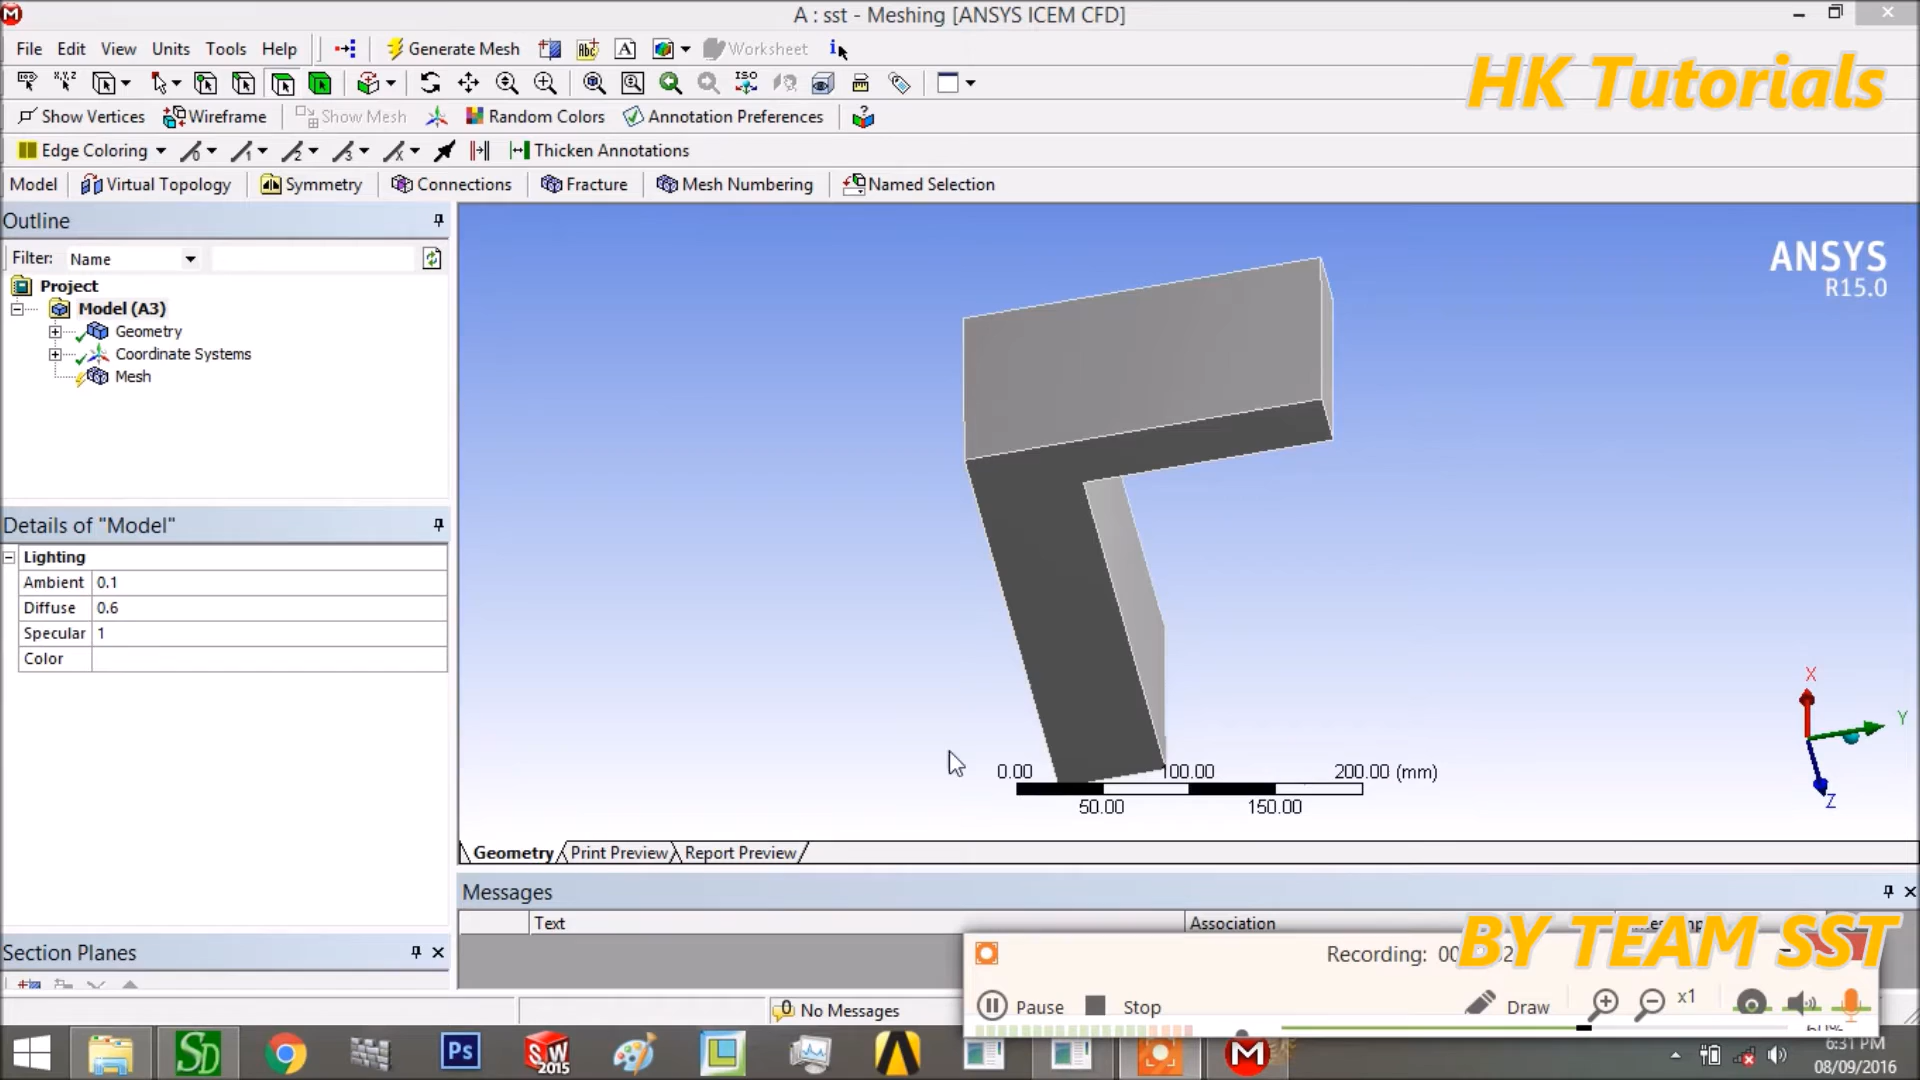 A : sst - Meshing [ANSYS ICEM CFD]
File Edit View Units Tools Help Generate Mesh Worksheet
HK Tutorials
Show Vertices Wireframe Show Mesh Random Colors Annotation Preferences
Edge Coloring Thicken Annotations
Model Virtual Topology Symmetry Connections Fracture Mesh Numbering Named Selection
Outline
Filter: Name
Project
Model (A3)
Geometry
Coordinate Systems
Mesh
ANSYS
R15.0
Details of "Model"
Lighting
Ambient 0.1
Diffuse 0.6
Specular 1
Color
X
Y
Z
0.00 100.00 200.00 (mm)
50.00 150.00
Geometry Print Preview Report Preview
Messages
Text Association
BY TEAM SST
Section Planes
Recording: 00
Pause Stop Draw x1
No Messages
Ps
SW
2015
6:31 PM
08/09/2016